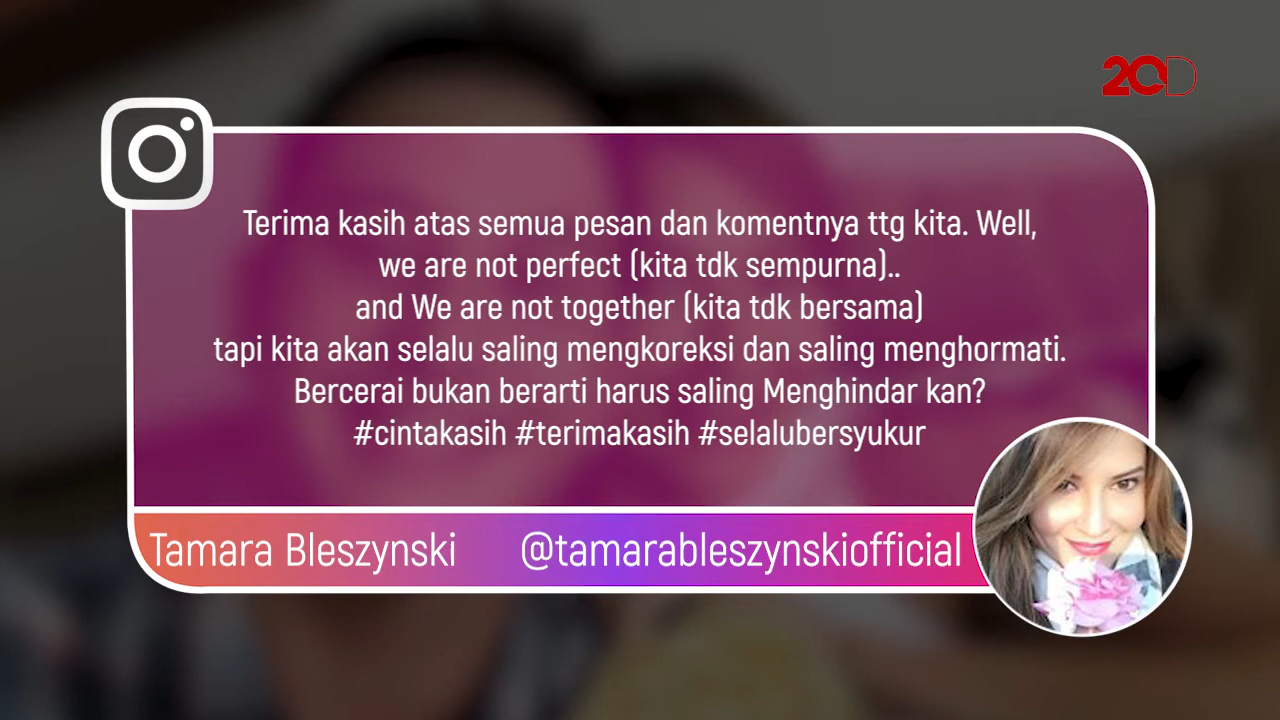 20D
Terima kasih atas semua pesan dan komentnya ttg kita. Well,
we are not perfect (kita tdk sempurna)..
and We are not together (kita tdk bersama)
tapi kita akan selalu saling mengkoreksi dan saling menghormati.
Bercerai bukan berarti harus saling Menghindar kan?
#cintakasih #terimakasih #selalubersyukur
Tamara Bleszynski @tamarableszynskiofficial